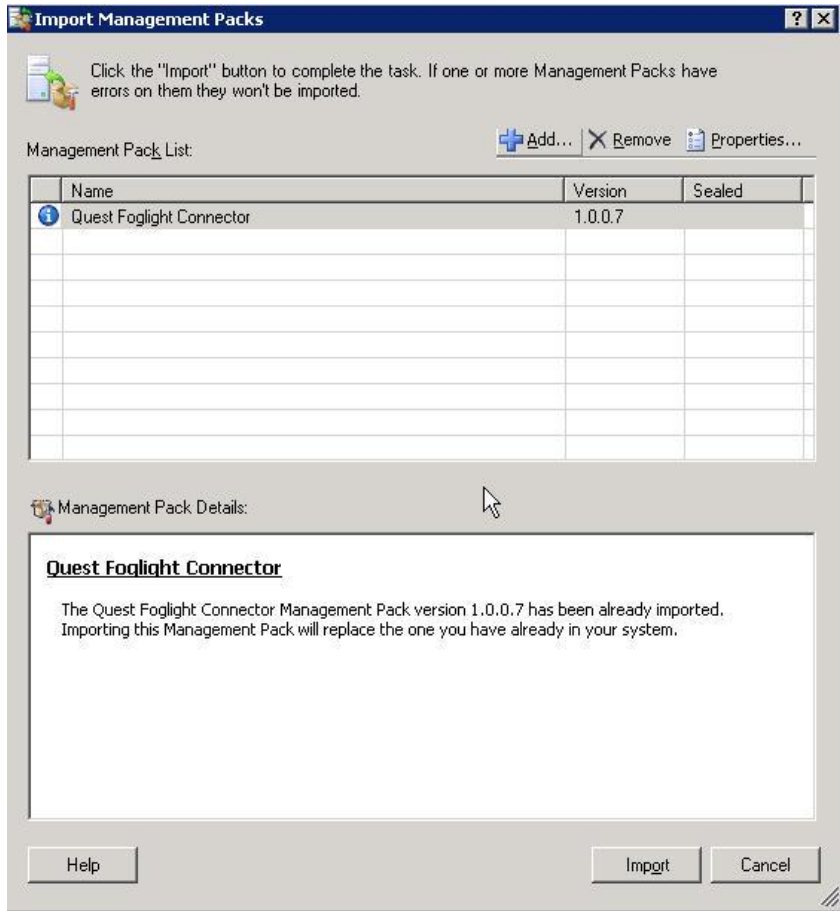 Import Management Packs
Click the "Import" button to complete the task. If one or more Management Packs have
errors on them they won't be imported.
Management Pack List:
Add... Remove Properties...
Name Version Sealed
Quest Foglight Connector 1.0.0.7
Management Pack Details:
Quest Foglight Connector
The Quest Foglight Connector Management Pack version 1.0.0.7 has been already imported.
Importing this Management Pack will replace the one you have already in your system.
Help Import Cancel